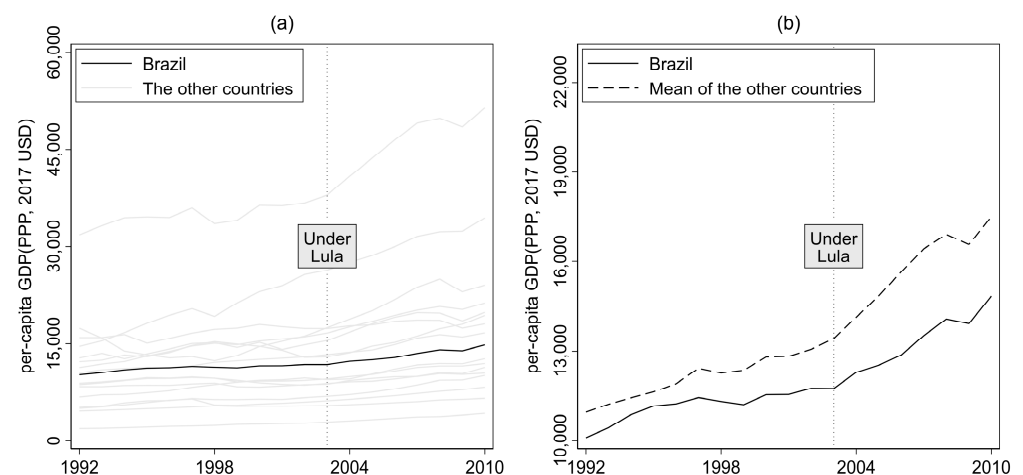 (a)
Brazil
The other countries
per-capita GDP(PPP, 2017 USD)
60,000
45,000
30,000
15,000
0
Under
Lula
1992
1998
2004
2010
(b)
Brazil
Mean of the other countries
per-capita GDP(PPP, 2017 USD)
22,000
19,000
16,000
13,000
10,000
Under
Lula
1992
1998
2004
2010